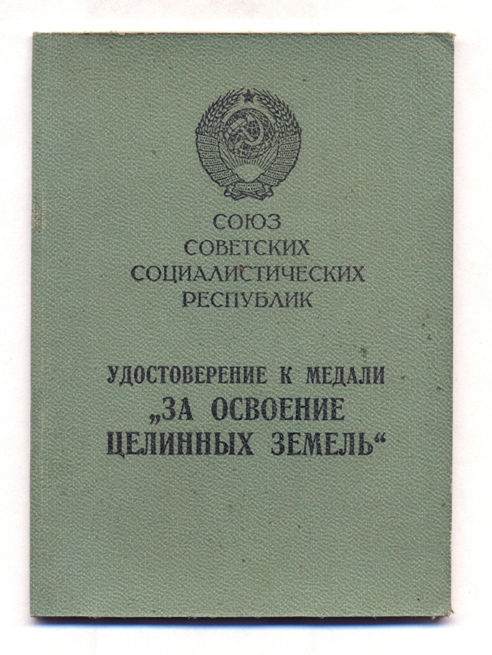 СОЮЗ
СОВЕТСКИХ
СОЦИАЛИСТИЧЕСКИХ
РЕСПУБЛИК
УДОСТОВЕРЕНИЕ К МЕДАЛИ
„ЗА ОСВОЕНИЕ
ЦЕЛИННЫХ ЗЕМЕЛЬ“